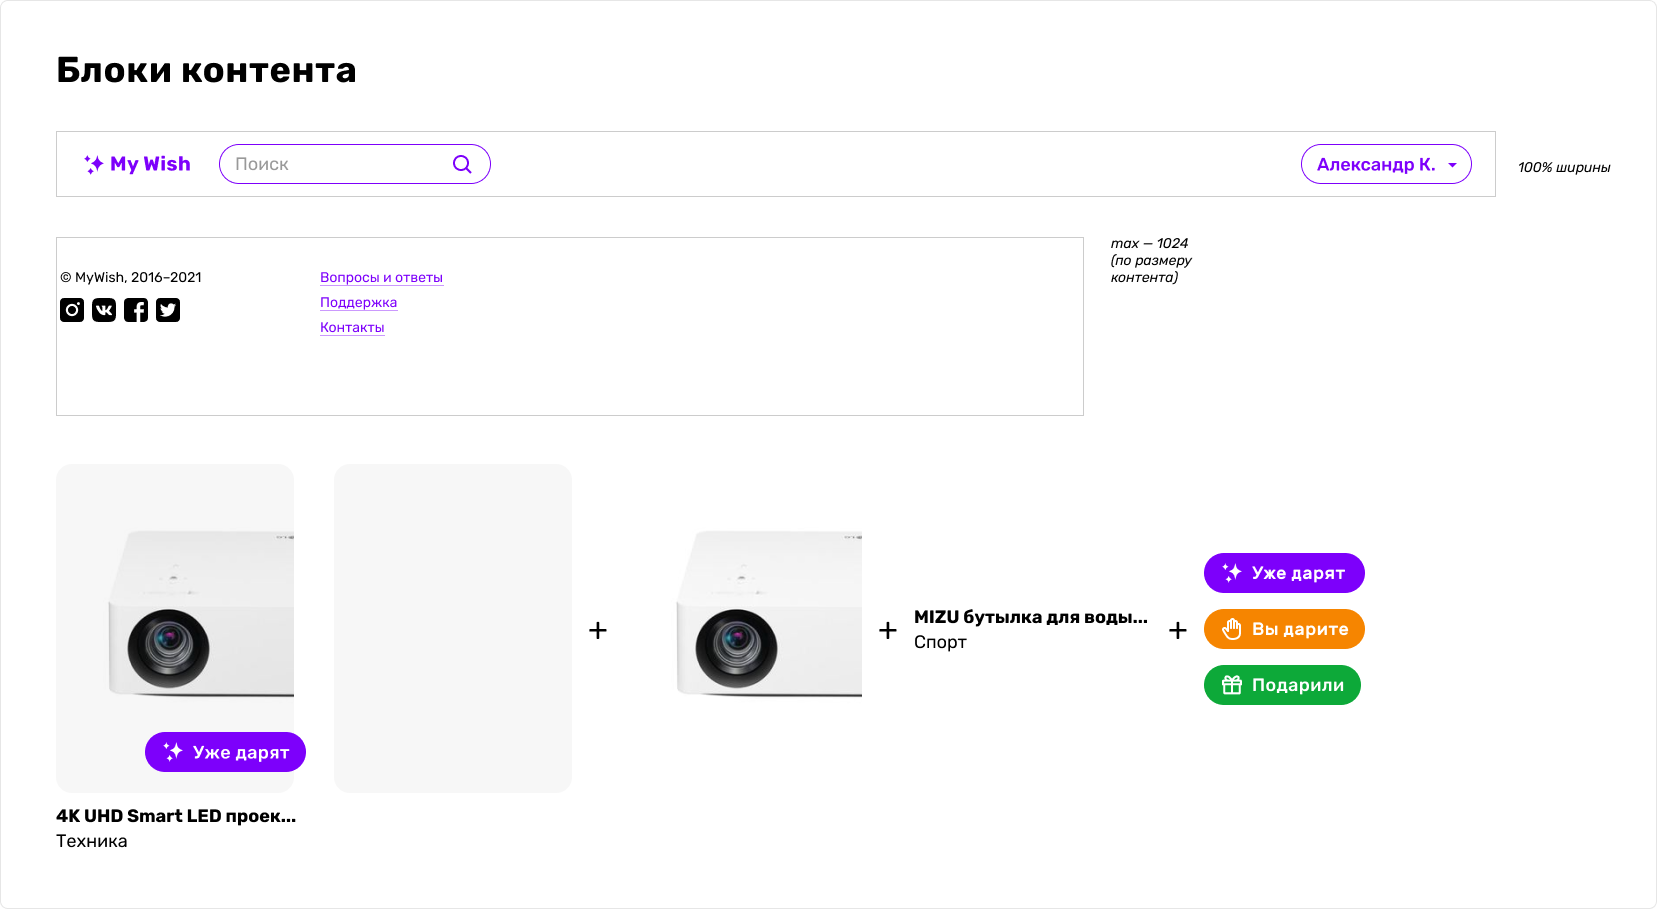 Блоки контента
My Wish
Поиск
Александр К.
100% ширины
© MyWish, 2016–2021
Вопросы и ответы
Поддержка
Контакты
max — 1024
(по размеру
контента)
Уже дарят
4K UHD Smart LED проек...
Техника
+
+
MIZU бутылка для воды...
Спорт
+
Уже дарят
Вы дарите
Подарили